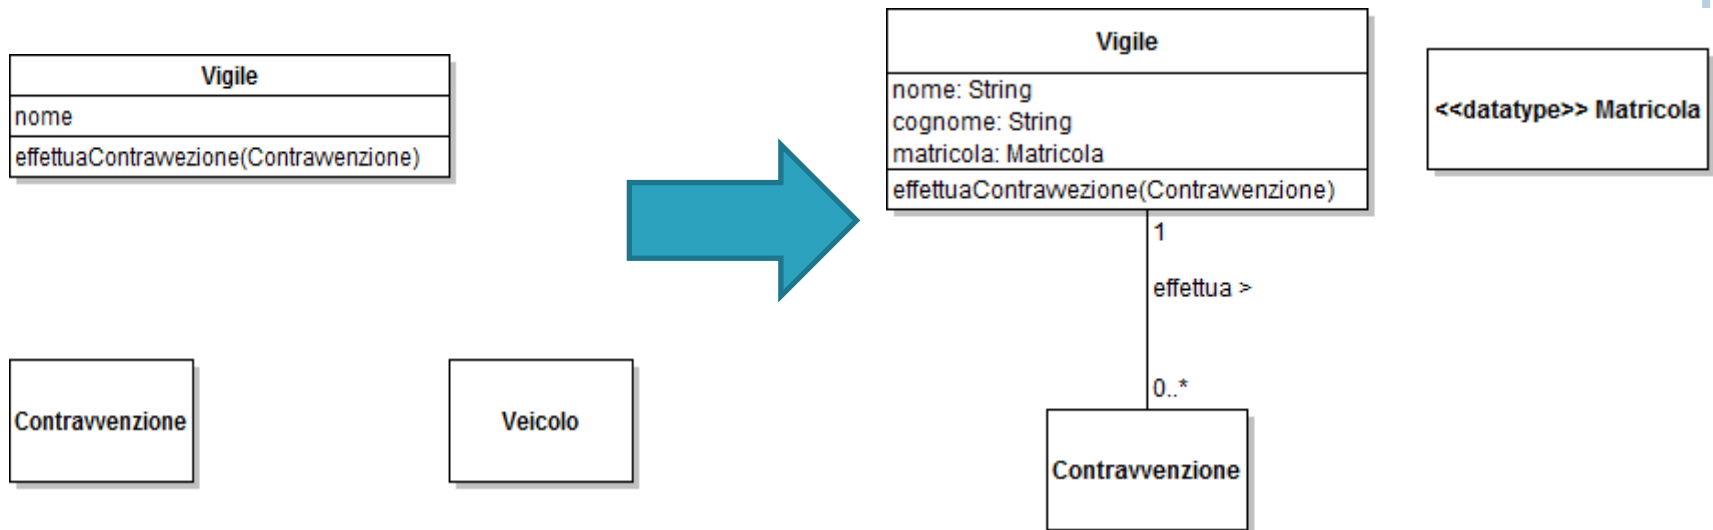 Vigile
nome
effettuaContravvezione(Contravvenzione)
Contravvenzione
Veicolo
Vigile
nome: String
cognome: String
matricola: Matricola
effettuaContravvezione(Contravvenzione)
<<datatype>> Matricola
1
effettua >
0..*
Contravvenzione